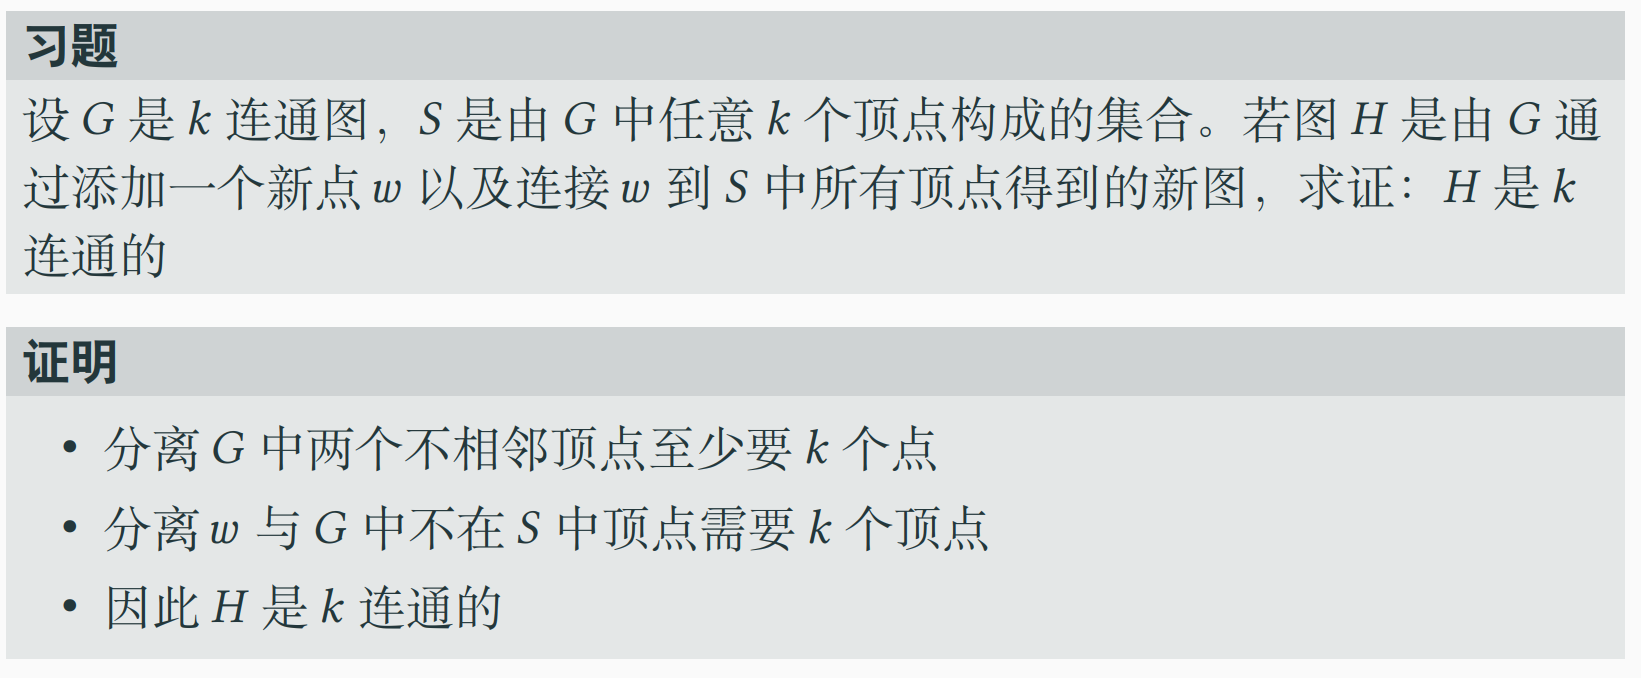 习题
设 G 是 k 连通图，S 是由 G 中任意 k 个顶点构成的集合。若图 H 是由 G 通
过添加一个新点 w 以及连接 w 到 S 中所有顶点得到的新图，求证：H 是 k
连通的
证明
• 分离 G 中两个不相邻顶点至少要 k 个点
• 分离 w 与 G 中不在 S 中顶点需要 k 个顶点
• 因此 H 是 k 连通的